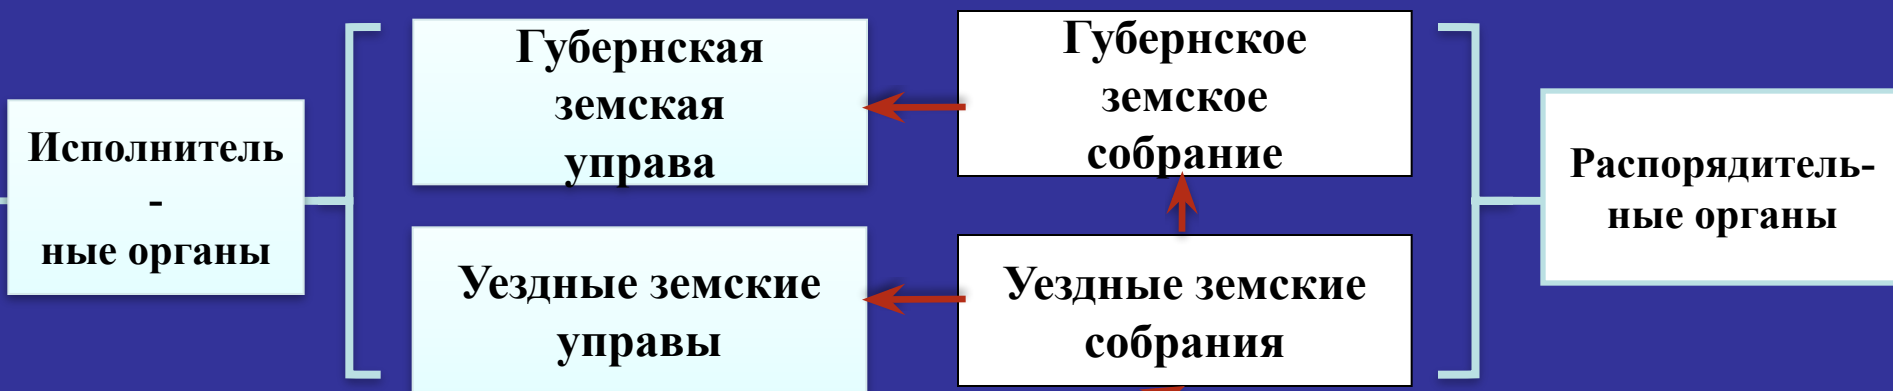 Исполнитель
-
ные органы
Губернская
земская
управа
Губернское
земское
собрание
Распорядитель-
ные органы
Уездные земские
управы
Уездные земские
собрания